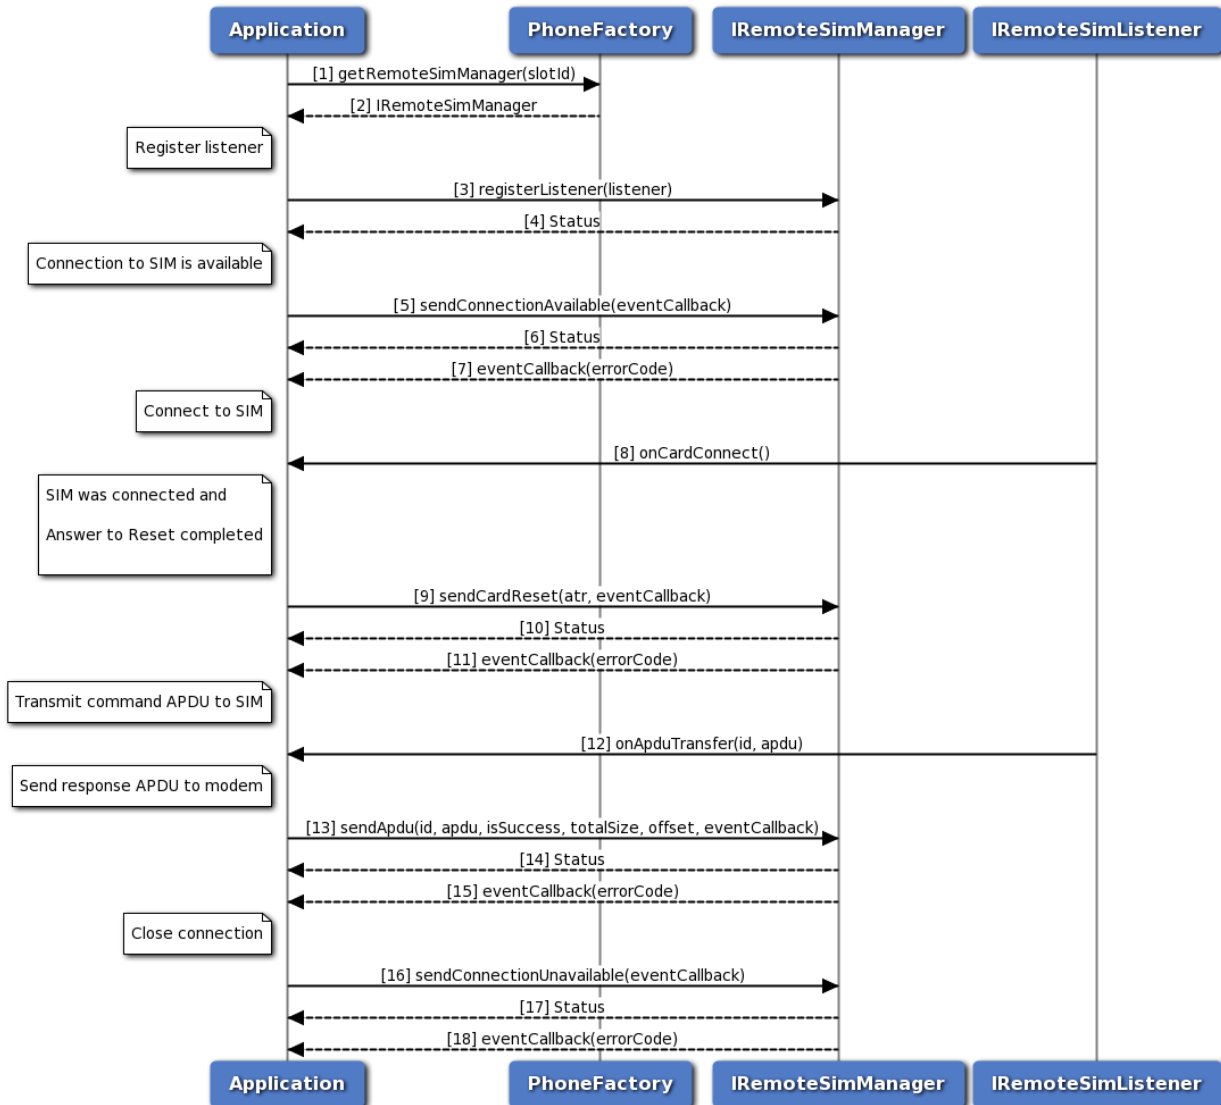 Application
PhoneFactory
IRemoteSimManager
IRemoteSimListener
[1] getRemoteSimManager(slotId)
[2] IRemoteSimManager
Register listener
[3] registerListener(listener)
[4] Status
Connection to SIM is available
[5] sendConnectionAvailable(eventCallback)
[6] Status
[7] eventCallback(errorCode)
Connect to SIM
[8] onCardConnect()
SIM was connected and
Answer to Reset completed
[9] sendCardReset(atr, eventCallback)
[10] Status
[11] eventCallback(errorCode)
Transmit command APDU to SIM
[12] onApduTransfer(id, apdu)
Send response APDU to modem
[13] sendApdu(id, apdu, isSuccess, totalSize, offset, eventCallback)
[14] Status
[15] eventCallback(errorCode)
Close connection
[16] sendConnectionUnavailable(eventCallback)
[17] Status
[18] eventCallback(errorCode)
Application
PhoneFactory
IRemoteSimManager
IRemoteSimListener